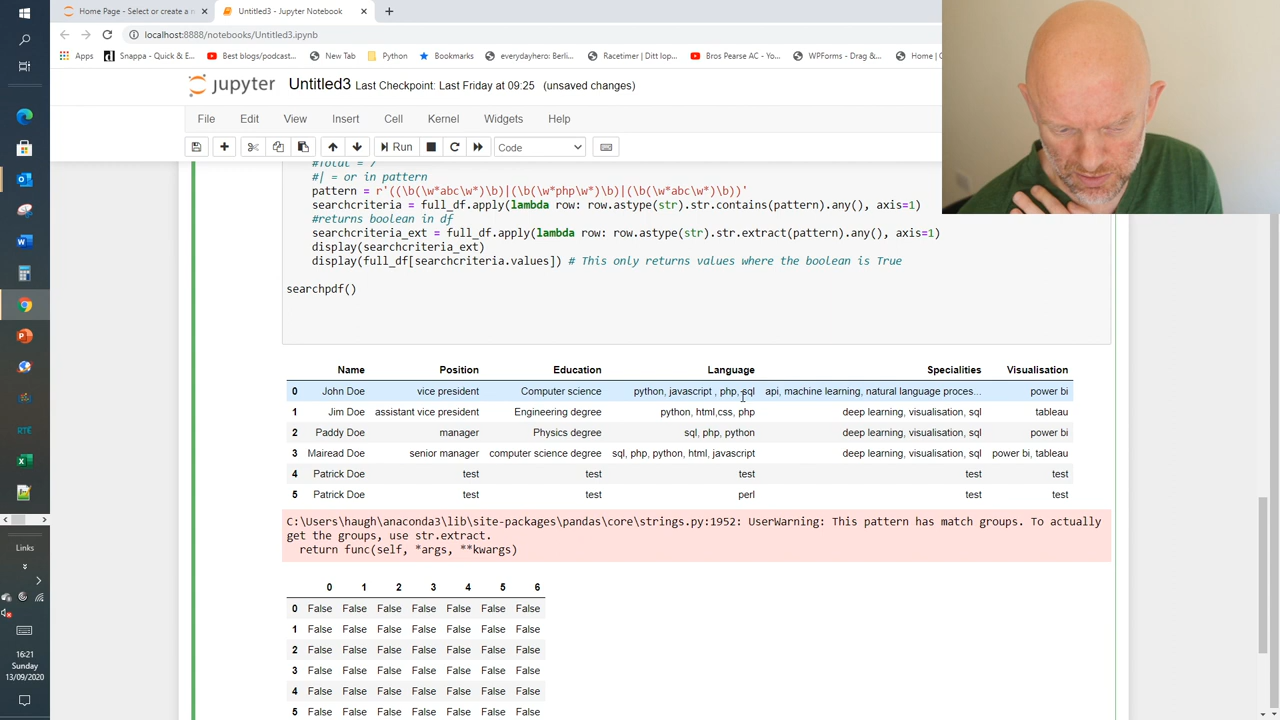 Home Page - Select or create a n
Untitled3 - Jupyter Notebook
localhost:8888/notebooks/Untitled3.ipynb
Apps
Snappa - Quick & E...
Best blogs/podcast...
New Tab
Python
Bookmarks
everydayhero: Berli...
Racetimer | Ditt lop...
Bros Pearse AC - Yo...
WPForms - Drag &...
Home | C
jupyter Untitled3 Last Checkpoint: Last Friday at 09:25 (unsaved changes)
File Edit View Insert Cell Kernel Widgets Help
Run Code
#Total = 7
#| = or in pattern
pattern = r'((\b(\w*abc\w*)\b)|(\b(\w*php\w*)\b)|(\b(\w*abc\w*)\b))'
searchcriteria = full_df.apply(lambda row: row.astype(str).str.contains(pattern).any(), axis=1)
#returns boolean in df
searchcriteria_ext = full_df.apply(lambda row: row.astype(str).str.extract(pattern).any(), axis=1)
display(searchcriteria_ext)
display(full_df[searchcriteria.values]) # This only returns values where the boolean is True
searchpdf()
Name Position Education Language Specialities Visualisation
0 John Doe vice president Computer science python, javascript , php, sql api, machine learning, natural language proces... power bi
1 Jim Doe assistant vice president Engineering degree python, html,css, php deep learning, visualisation, sql tableau
2 Paddy Doe manager Physics degree sql, php, python deep learning, visualisation, sql power bi
3 Mairead Doe senior manager computer science degree sql, php, python, html, javascript deep learning, visualisation, sql power bi, tableau
4 Patrick Doe test test test test test
5 Patrick Doe test test perl test test
C:\Users\haugh\anaconda3\lib\site-packages\pandas\core\strings.py:1952: UserWarning: This pattern has match groups. To actually
get the groups, use str.extract.
return func(self, *args, **kwargs)
0 1 2 3 4 5 6
0 False False False False False False False
1 False False False False False False False
2 False False False False False False False
3 False False False False False False False
4 False False False False False False False
5 False False False False False False False
Links
16:21
Sunday
13/09/2020